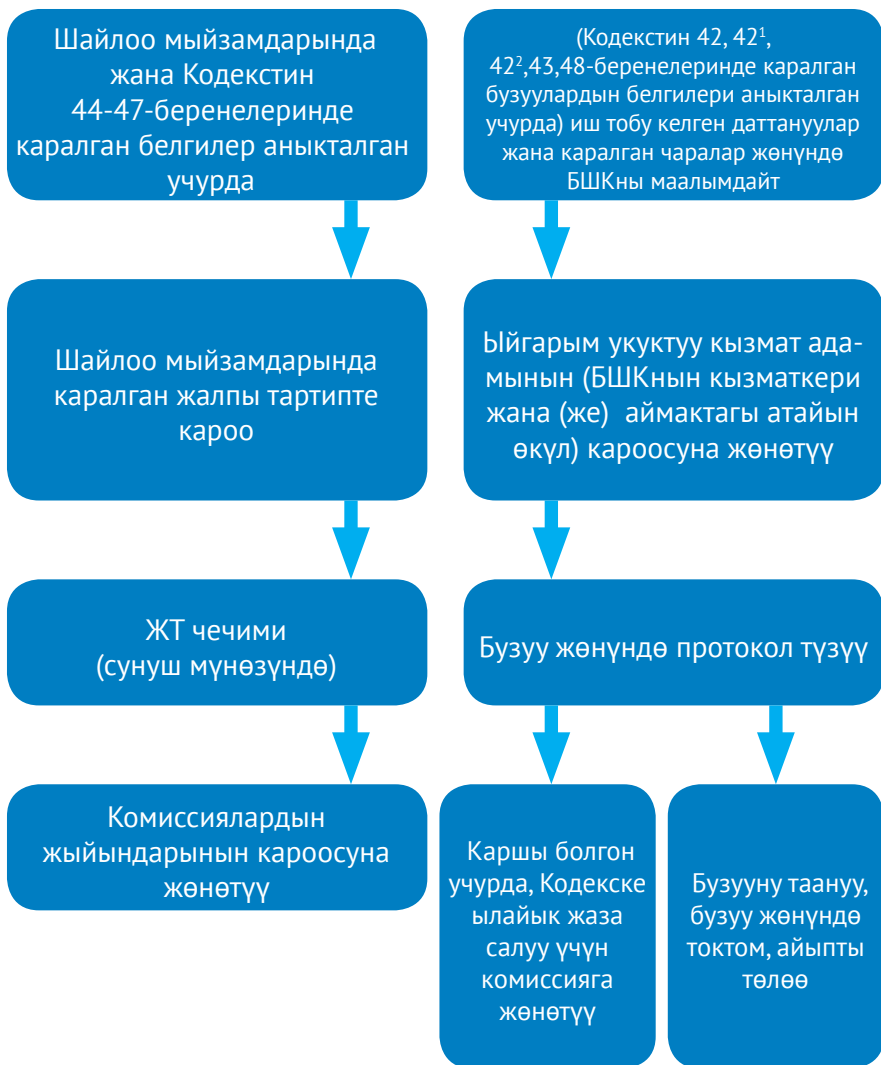 Шайлоо мыйзамдарында
жана Кодекстин
44-47-беренелеринде
каралган белгилер аныкталган
учурда
(Кодекстин 42, 42¹,
42²,43,48-беренелеринде каралган
бузуулардын белгилери аныкталган
учурда) иш тобу келген даттануулар
жана каралган чаралар жөнүндө
БШКны маалымдайт
Шайлоо мыйзамдарында
каралган жалпы тартипте
кароо
Ыйгарым укуктуу кызмат ада-
мынын (БШКнын кызматкери
жана (же) аймактагы атайын
өкүл) кароосуна жөнөтүү
ЖТ чечими
(сунуш мүнөзүндө)
Бузуу жөнүндө протокол түзүү
Комиссиялардын
жыйындарынын кароосуна
жөнөтүү
Каршы болгон
учурда, Кодекске
ылайык жаза
салуу үчүн
комиссияга
жөнөтүү
Бузууну таануу,
бузуу жөнүндө
токтом, айыпты
төлөө